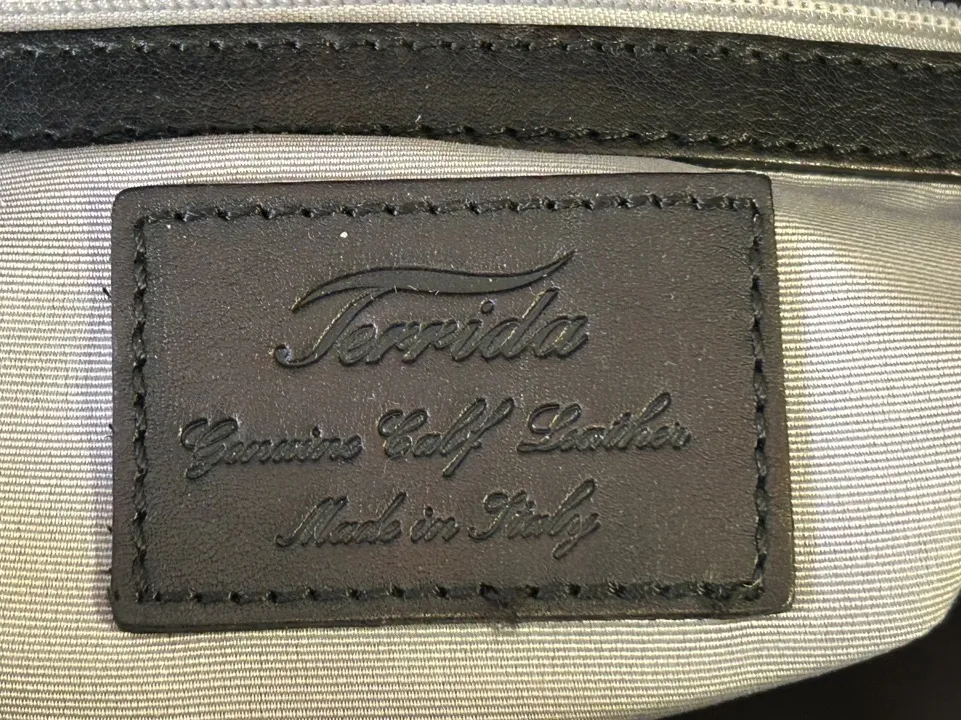 Terrida
Genuine Calf Leather
Made in Italy